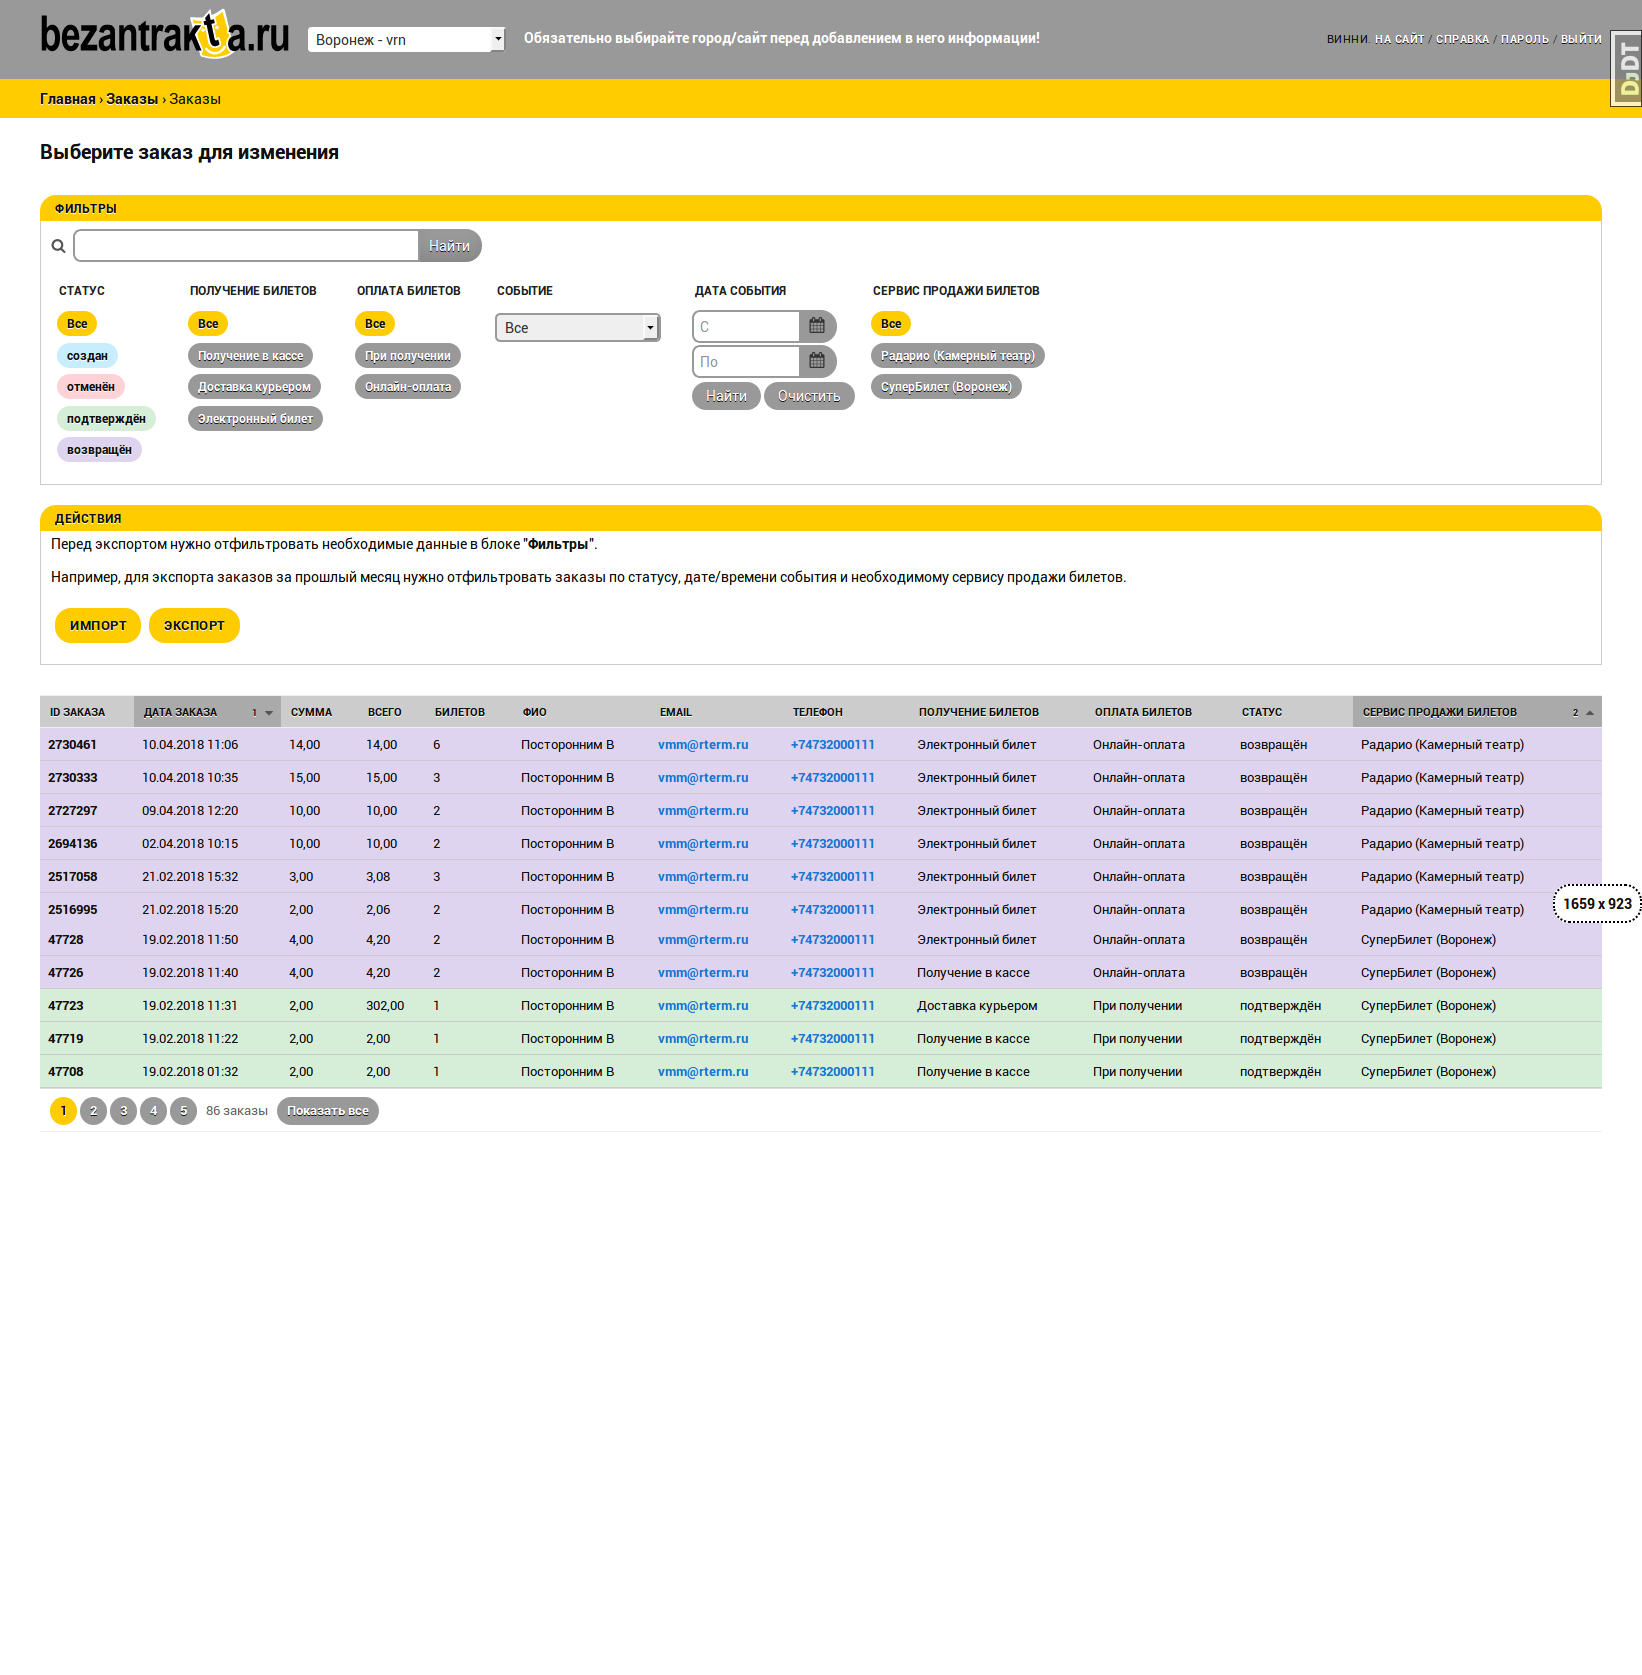 bezantrakta.ru Воронеж - vrn Обязательно выбирайте город/сайт перед добавлением в него информации! ВИННИ. НА САЙТ / СПРАВКА / ПАРОЛЬ / ВЫЙТИ
DjDT
Главная › Заказы › Заказы
Выберите заказ для изменения
ФИЛЬТРЫ
Найти
СТАТУС ПОЛУЧЕНИЕ БИЛЕТОВ ОПЛАТА БИЛЕТОВ СОБЫТИЕ ДАТА СОБЫТИЯ СЕРВИС ПРОДАЖИ БИЛЕТОВ
Все Все Все Все С Все
создан Получение в кассе При получении По Радарио (Камерный театр)
отменён Доставка курьером Онлайн-оплата Найти Очистить СуперБилет (Воронеж)
подтверждён Электронный билет
возвращён
ДЕЙСТВИЯ
Перед экспортом нужно отфильтровать необходимые данные в блоке "Фильтры".
Например, для экспорта заказов за прошлый месяц нужно отфильтровать заказы по статусу, дате/времени события и необходимому сервису продажи билетов.
ИМПОРТ ЭКСПОРТ
ID ЗАКАЗА ДАТА ЗАКАЗА 1 СУММА ВСЕГО БИЛЕТОВ ФИО EMAIL ТЕЛЕФОН ПОЛУЧЕНИЕ БИЛЕТОВ ОПЛАТА БИЛЕТОВ СТАТУС СЕРВИС ПРОДАЖИ БИЛЕТОВ 2
2730461 10.04.2018 11:06 14,00 14,00 6 Посторонним В vmm@rterm.ru +74732000111 Электронный билет Онлайн-оплата возвращён Радарио (Камерный театр)
2730333 10.04.2018 10:35 15,00 15,00 3 Посторонним В vmm@rterm.ru +74732000111 Электронный билет Онлайн-оплата возвращён Радарио (Камерный театр)
2727297 09.04.2018 12:20 10,00 10,00 2 Посторонним В vmm@rterm.ru +74732000111 Электронный билет Онлайн-оплата возвращён Радарио (Камерный театр)
2694136 02.04.2018 10:15 10,00 10,00 2 Посторонним В vmm@rterm.ru +74732000111 Электронный билет Онлайн-оплата возвращён Радарио (Камерный театр)
2517058 21.02.2018 15:32 3,00 3,08 3 Посторонним В vmm@rterm.ru +74732000111 Электронный билет Онлайн-оплата возвращён Радарио (Камерный театр)
2516995 21.02.2018 15:20 2,00 2,06 2 Посторонним В vmm@rterm.ru +74732000111 Электронный билет Онлайн-оплата возвращён Радарио (Камерный театр) 1659 x 923
47728 19.02.2018 11:50 4,00 4,20 2 Посторонним В vmm@rterm.ru +74732000111 Электронный билет Онлайн-оплата возвращён СуперБилет (Воронеж)
47726 19.02.2018 11:40 4,00 4,20 2 Посторонним В vmm@rterm.ru +74732000111 Получение в кассе Онлайн-оплата возвращён СуперБилет (Воронеж)
47723 19.02.2018 11:31 2,00 302,00 1 Посторонним В vmm@rterm.ru +74732000111 Доставка курьером При получении подтверждён СуперБилет (Воронеж)
47719 19.02.2018 11:22 2,00 2,00 1 Посторонним В vmm@rterm.ru +74732000111 Получение в кассе При получении подтверждён СуперБилет (Воронеж)
47708 19.02.2018 01:32 2,00 2,00 1 Посторонним В vmm@rterm.ru +74732000111 Получение в кассе При получении подтверждён СуперБилет (Воронеж)
1 2 3 4 5 86 заказы Показать все